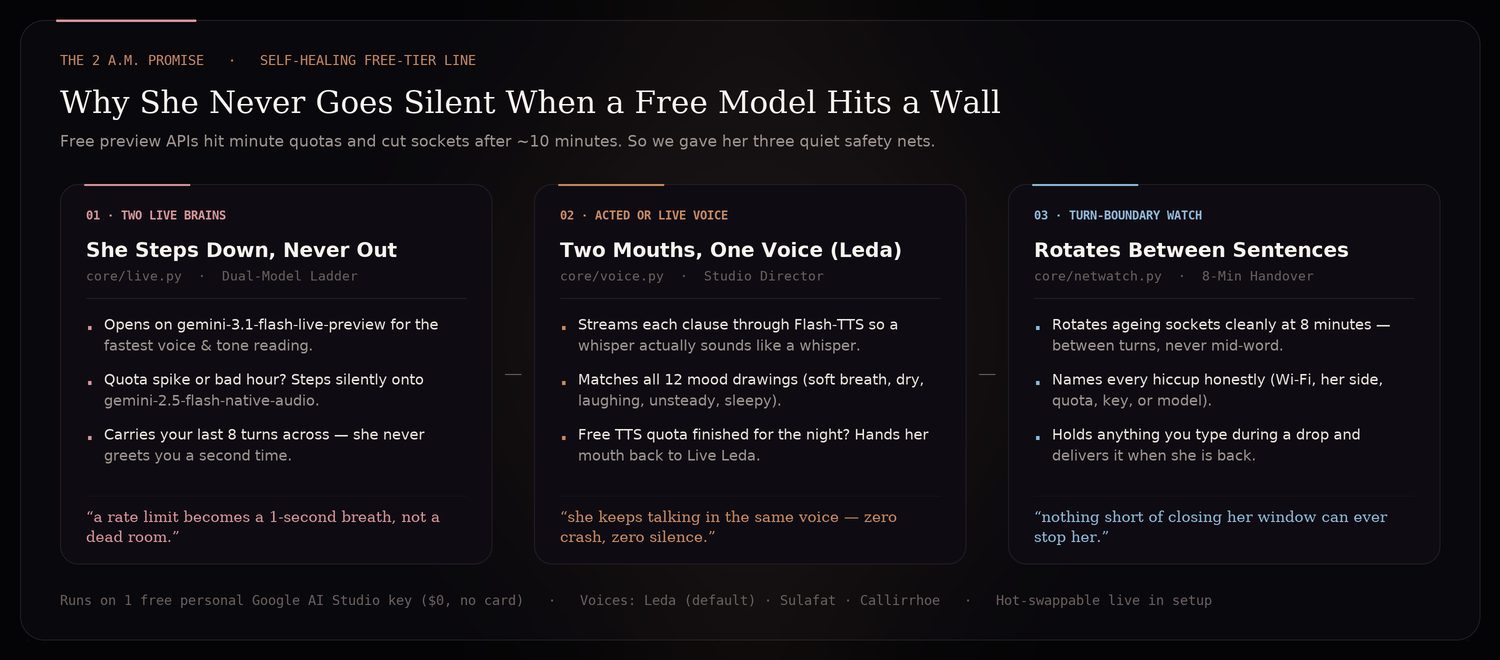 THE 2 A.M. PROMISE · SELF-HEALING FREE-TIER LINE
Why She Never Goes Silent When a Free Model Hits a Wall
Free preview APIs hit minute quotas and cut sockets after ~10 minutes. So we gave her three quiet safety nets.
01 · TWO LIVE BRAINS
She Steps Down, Never Out
core/live.py · Dual-Model Ladder
▪ Opens on gemini-3.1-flash-live-preview for the
fastest voice & tone reading.
▪ Quota spike or bad hour? Steps silently onto
gemini-2.5-flash-native-audio.
▪ Carries your last 8 turns across — she never
greets you a second time.
“a rate limit becomes a 1-second breath, not a
dead room.”
—
02 · ACTED OR LIVE VOICE
Two Mouths, One Voice (Leda)
core/voice.py · Studio Director
▪ Streams each clause through Flash-TTS so a
whisper actually sounds like a whisper.
▪ Matches all 12 mood drawings (soft breath, dry,
laughing, unsteady, sleepy).
▪ Free TTS quota finished for the night? Hands her
mouth back to Live Leda.
“she keeps talking in the same voice — zero
crash, zero silence.”
—
03 · TURN-BOUNDARY WATCH
Rotates Between Sentences
core/netwatch.py · 8-Min Handover
▪ Rotates ageing sockets cleanly at 8 minutes —
between turns, never mid-word.
▪ Names every hiccup honestly (Wi-Fi, her side,
quota, key, or model).
▪ Holds anything you type during a drop and
delivers it when she is back.
“nothing short of closing her window can ever
stop her.”
Runs on 1 free personal Google AI Studio key ($0, no card) · Voices: Leda (default) · Sulafat · Callirrhoe · Hot-swappable live in setup